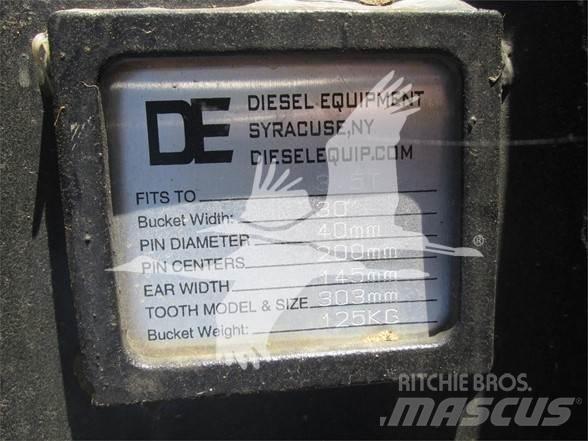 DE
DIESEL EQUIPMENT
SYRACUSE, NY
DIESELEQUIP.COM
FITS TO
Bucket Width: 30"
PIN DIAMETER 40mm
PIN CENTERS 200mm
EAR WIDTH 145mm
TOOTH MODEL & SIZE 303mm
Bucket Weight: 125KG
®
RITCHIE BROS.
MASCUS